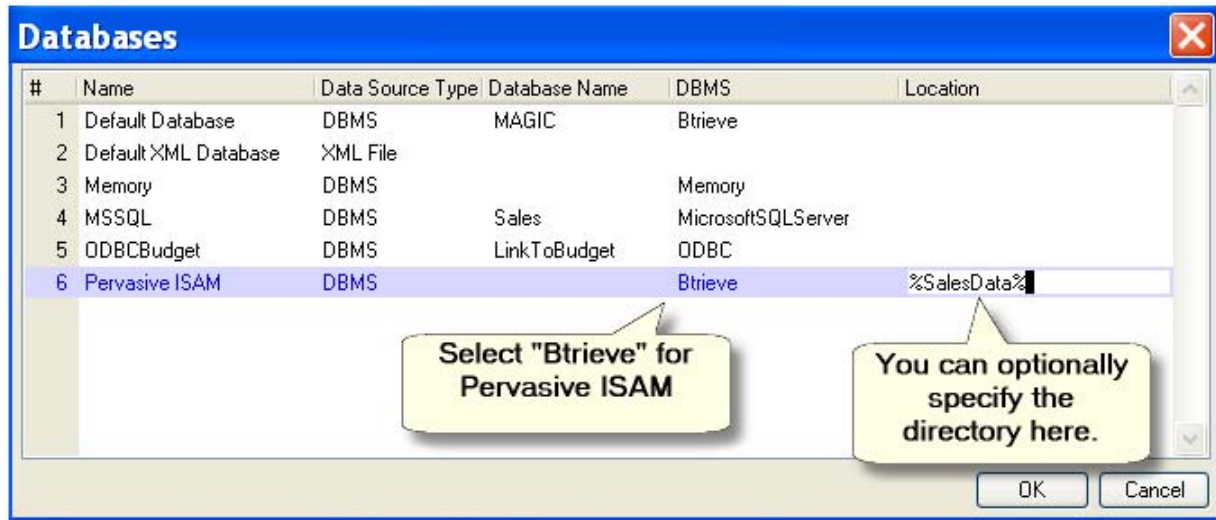 Databases
# Name Data Source Type Database Name DBMS Location
1 Default Database DBMS MAGIC Btrieve
2 Default XML Database XML File
3 Memory DBMS Memory
4 MSSQL DBMS Sales MicrosoftSQLServer
5 ODBCBudget DBMS LinkToBudget ODBC
6 Pervasive ISAM DBMS Btrieve %SalesData%
Select "Btrieve" for
Pervasive ISAM
You can optionally
specify the
directory here.
OK Cancel